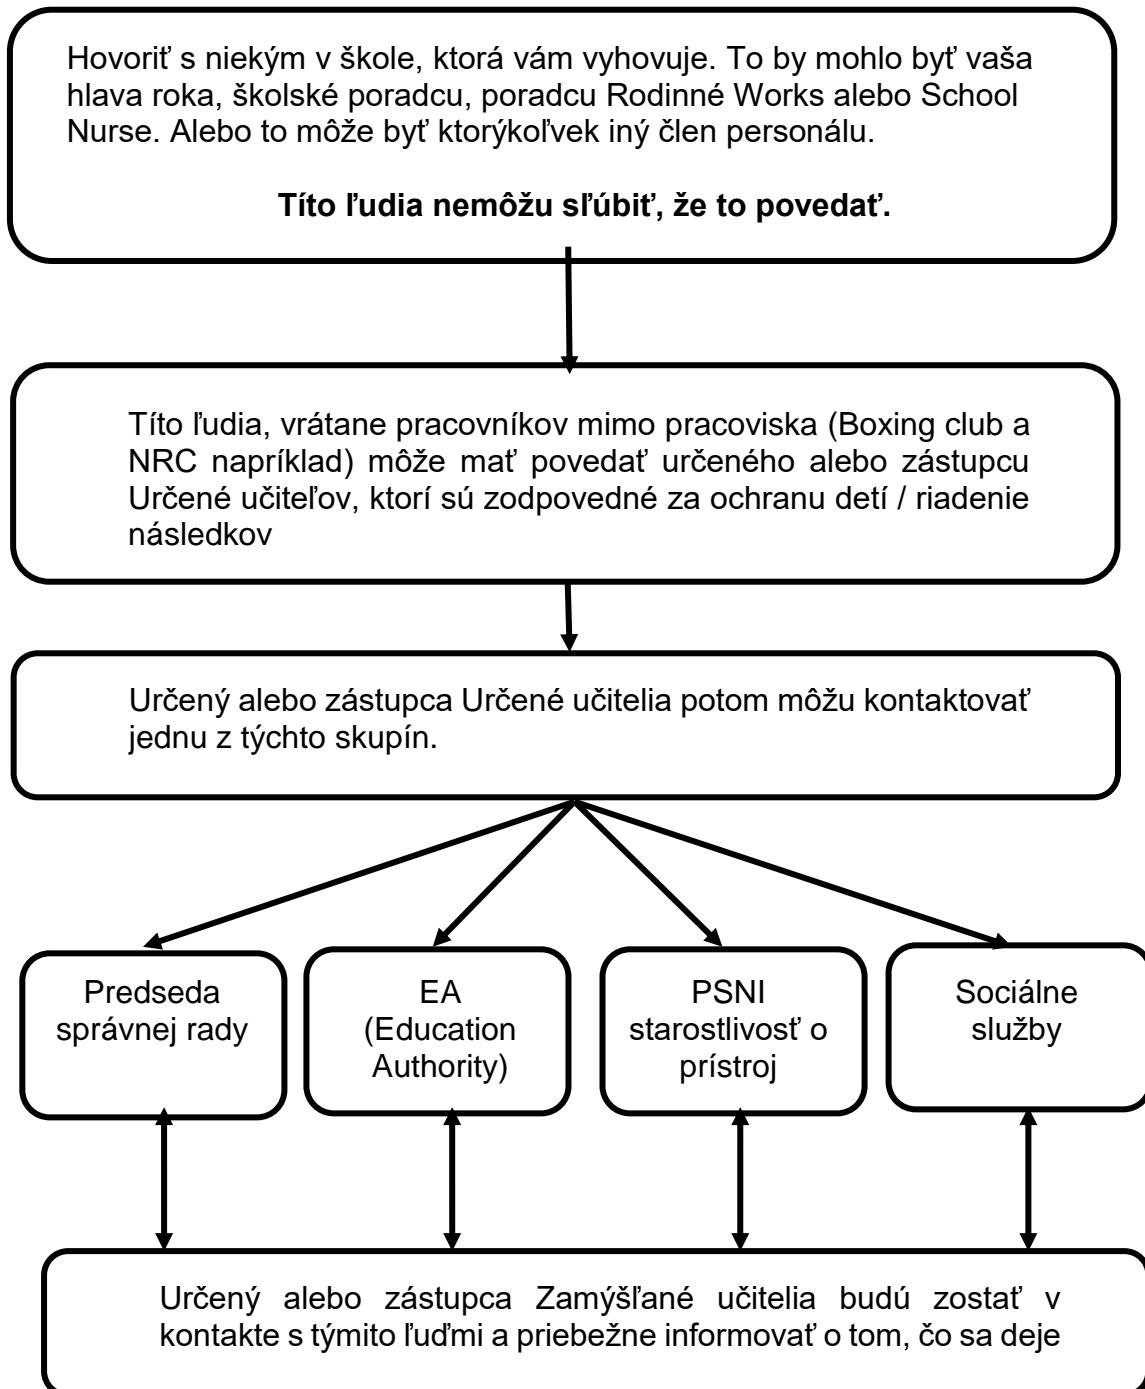 Hovoriť s niekým v škole, ktorá vám vyhovuje. To by mohlo byť vaša
hlava roka, školské poradcu, poradcu Rodinné Works alebo School
Nurse. Alebo to môže byť ktorýkoľvek iný člen personálu.
Títo ľudia nemôžu sľúbiť, že to povedať.
Títo ľudia, vrátane pracovníkov mimo pracoviska (Boxing club a
NRC napríklad) môže mať povedať určeného alebo zástupcu
Určené učiteľov, ktorí sú zodpovedné za ochranu detí / riadenie
následkov
Určený alebo zástupca Určené učitelia potom môžu kontaktovať
jednu z týchto skupín.
Predseda
správnej rady
EA
(Education
Authority)
PSNI
starostlivosť o
prístroj
Sociálne
služby
Určený alebo zástupca Zamýšľané učitelia budú zostať v
kontakte s týmito ľuďmi a priebežne informovať o tom, čo sa deje